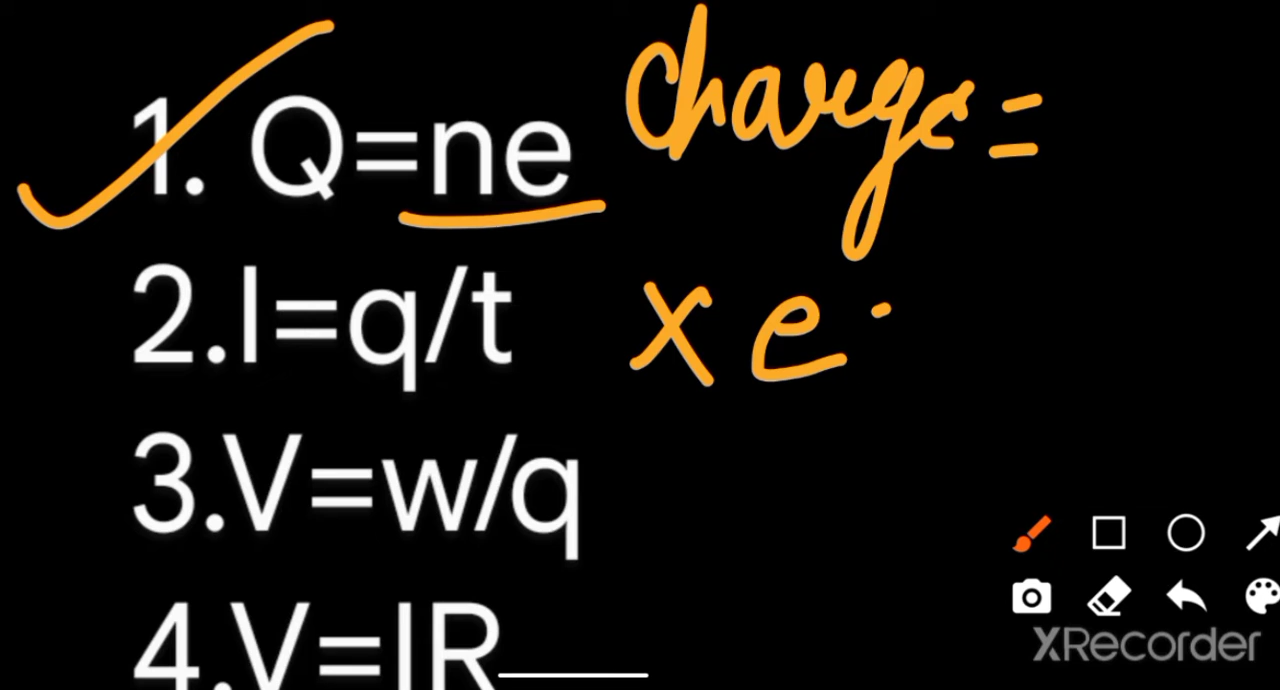 1. Q=ne charge =
2.I=q/t x e.
3.V=w/q
4.V=IR
XRecorder